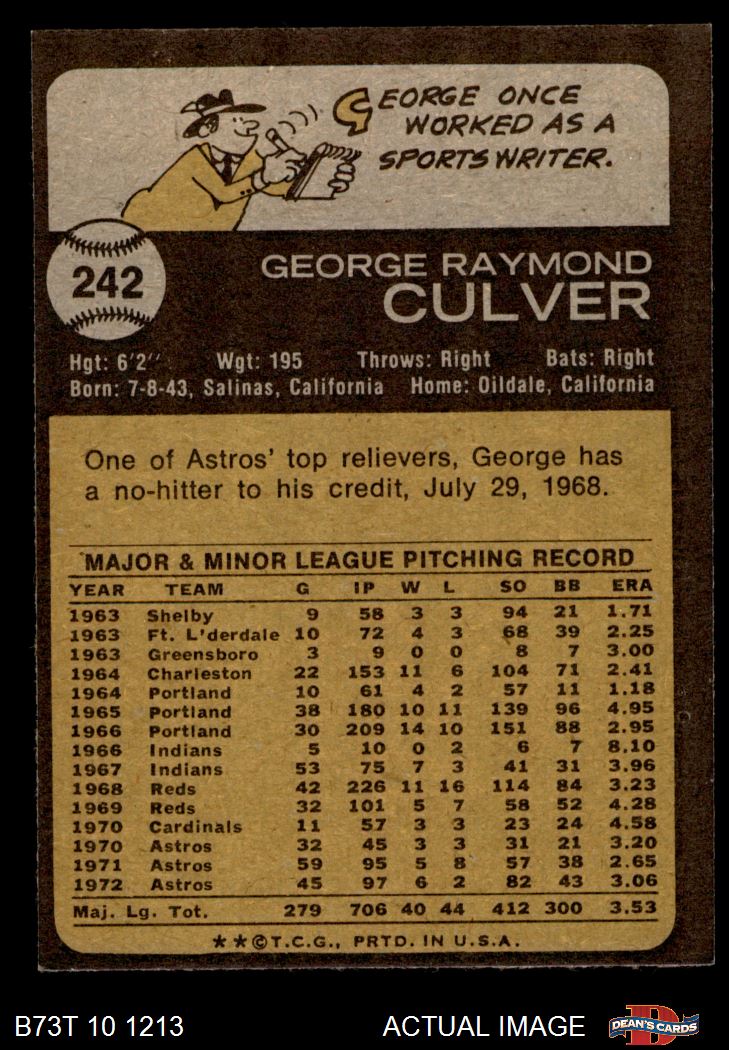 GEORGE ONCE
WORKED AS A
SPORTSWRITER.
242
GEORGE RAYMOND
CULVER
Hgt: 6'2" Wgt: 195 Throws: Right Bats: Right
Born: 7-8-43, Salinas, California Home: Oildale, California
One of Astros' top relievers, George has
a no-hitter to his credit, July 29, 1968.
MAJOR & MINOR LEAGUE PITCHING RECORD
YEAR TEAM G IP W L SO BB ERA
1963 Shelby 9 58 3 3 94 21 1.71
1963 Ft. L'derdale 10 72 4 3 68 39 2.25
1963 Greensboro 3 9 0 0 8 7 3.00
1964 Charleston 22 153 11 6 104 71 2.41
1964 Portland 10 61 4 2 57 11 1.18
1965 Portland 38 180 10 11 139 96 4.95
1966 Portland 30 209 14 10 151 88 2.95
1966 Indians 5 10 0 2 6 7 8.10
1967 Indians 53 75 7 3 41 31 3.96
1968 Reds 42 226 11 16 114 84 3.23
1969 Reds 32 101 5 7 58 52 4.28
1970 Cardinals 11 57 3 3 23 24 4.58
1970 Astros 32 45 3 3 31 21 3.20
1971 Astros 59 95 5 8 57 38 2.65
1972 Astros 45 97 6 2 82 43 3.06
Maj. Lg. Tot. 279 706 40 44 412 300 3.53
★★©T.C.G., PRTD. IN U.S.A.
B73T 10 1213 ACTUAL IMAGE D DEAN'S CARDS